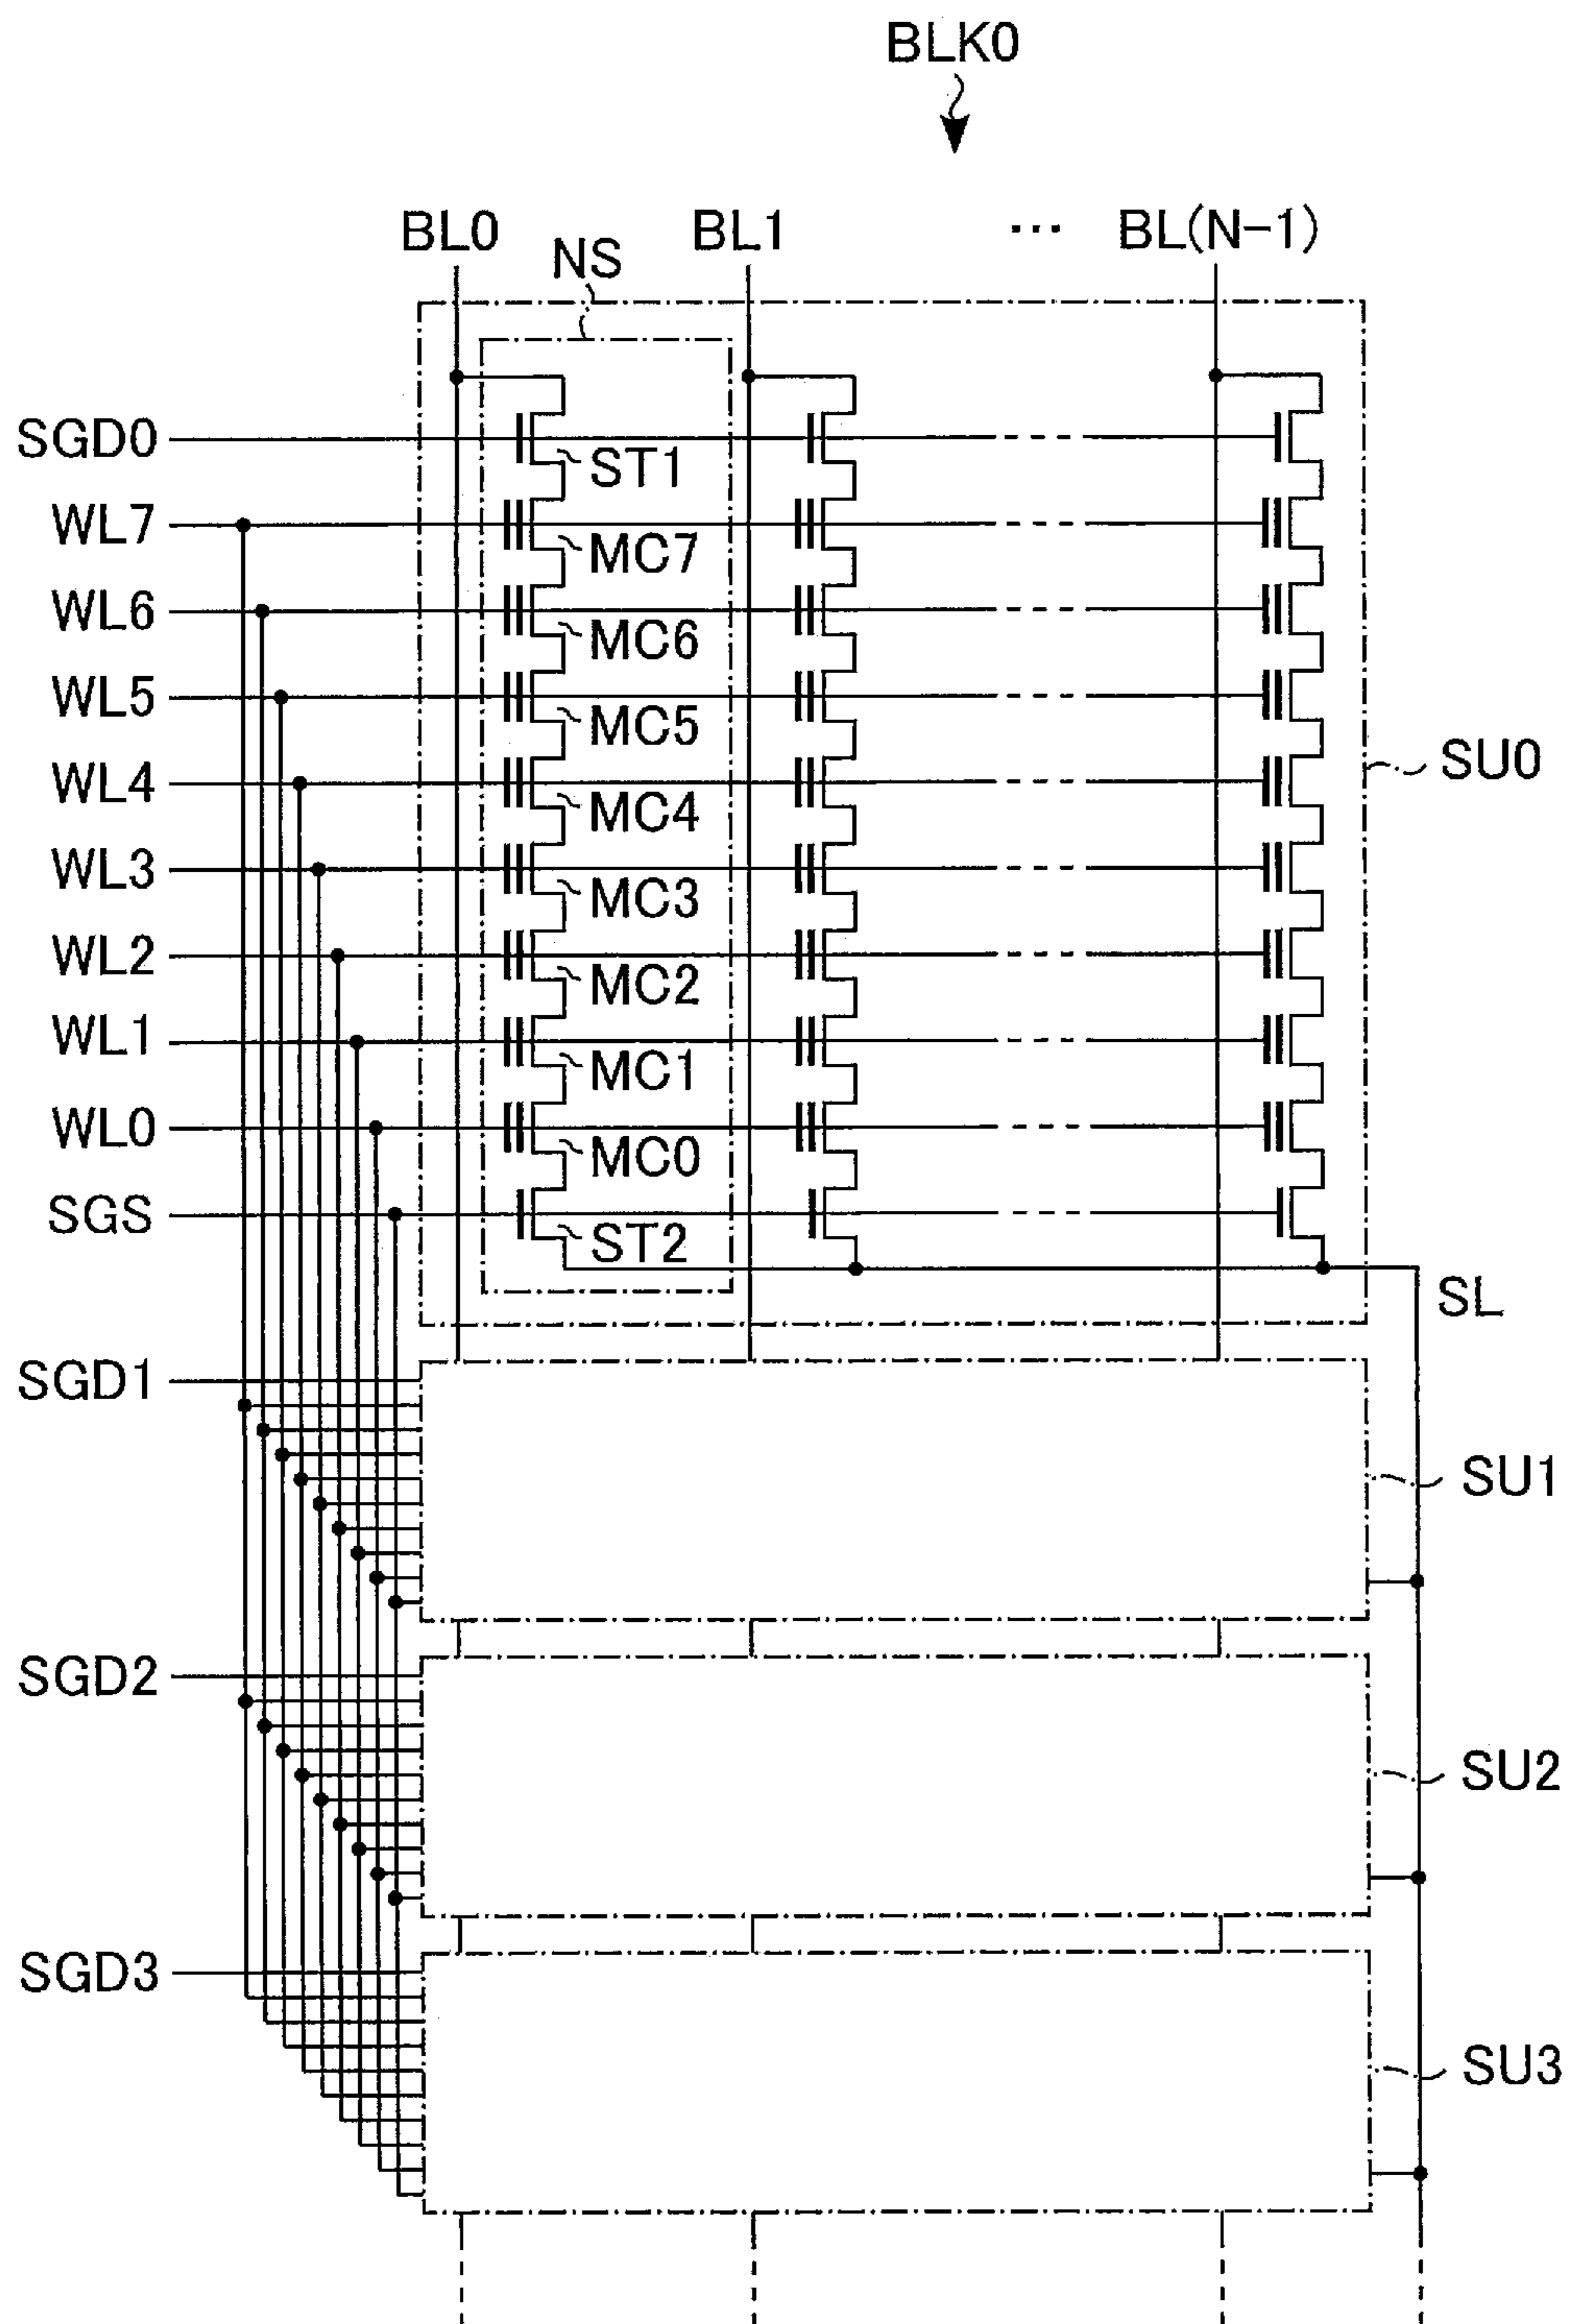 BLK0
BL0
NS
BL1
...
BL(N-1)
SGD0
ST1
WL7
MC7
WL6
MC6
WL5
MC5
SU0
WL4
MC4
WL3
MC3
WL2
MC2
WL1
MC1
WL0
MC0
SGS
ST2
SL
SGD1
SU1
SGD2
SU2
SGD3
SU3